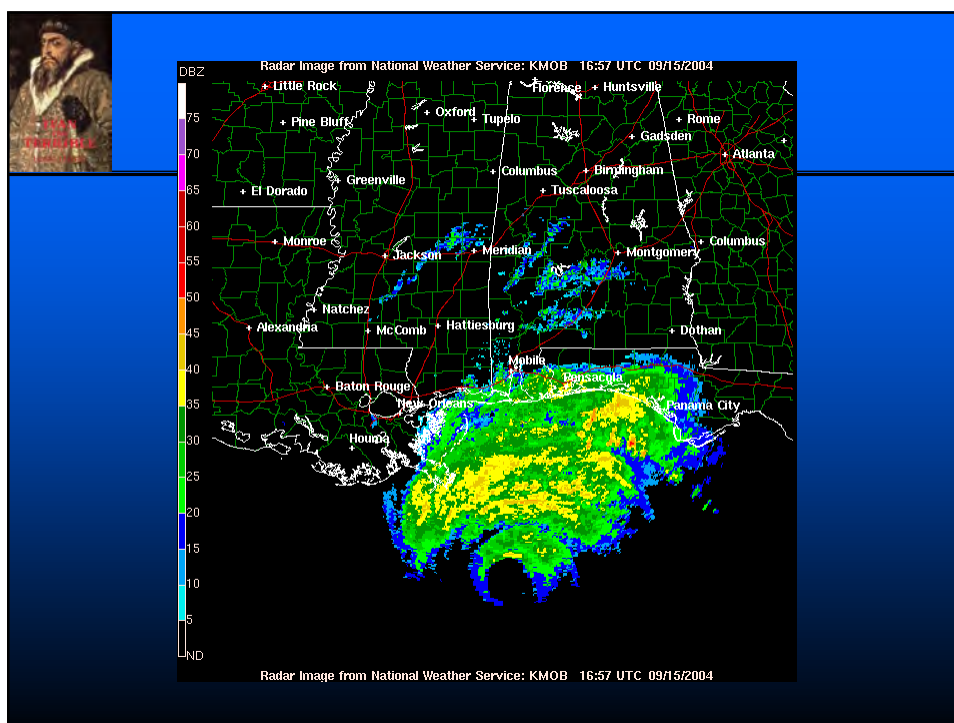 Radar Image from National Weather Service: KMOB 16:57 UTC 09/15/2004
DBZ
Little Rock
Florence
Huntsville
75
Pine Bluff
Oxford
Tupelo
Rome
Gadsden
70
Atlanta
IVAN
THE
TERRIBLE
65
El Dorado
Greenville
Columbus
Birmingham
Tuscaloosa
60
Monroe
Jackson
Meridian
Montgomery
Columbus
55
50
Natchez
45
Alexandria
McComb
Hattiesburg
Dothan
40
Mobile
Baton Rouge
Pensacola
35
New Orleans
Panama City
30
Houma
25
20
15
10
5
ND
Radar Image from National Weather Service: KMOB 16:57 UTC 09/15/2004